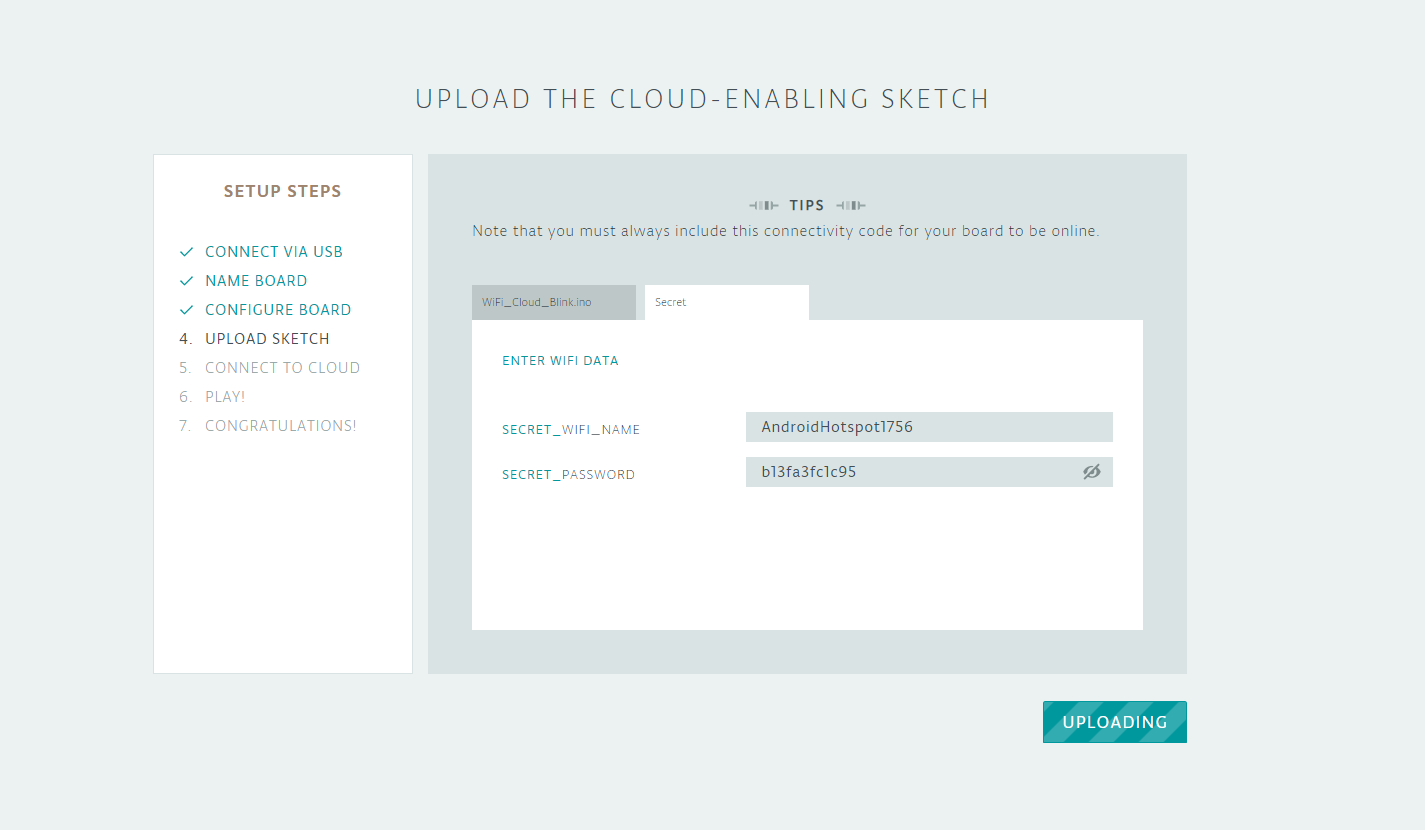 UPLOAD THE CLOUD-ENABLING SKETCH
SETUP STEPS
CONNECT VIA USB
NAME BOARD
CONFIGURE BOARD
4. UPLOAD SKETCH
5. CONNECT TO CLOUD
6. PLAY!
7. CONGRATULATIONS!
TIPS
Note that you must always include this connectivity code for your board to be online.
WiFi_Cloud_Blink.ino
Secret
ENTER WIFI DATA
SECRET_WIFI_NAME AndroidHotspot1756
SECRET_PASSWORD b13fa3fc1c95
UPLOADING